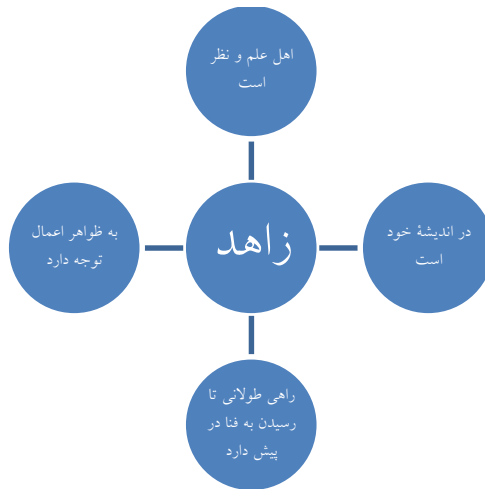 اهل علم و نظر
است
در اندیشهٔ خود
است
زاهد
به ظواهر اعمال
توجه دارد
راهی طولانی تا
رسیدن به فنا در
پیش دارد